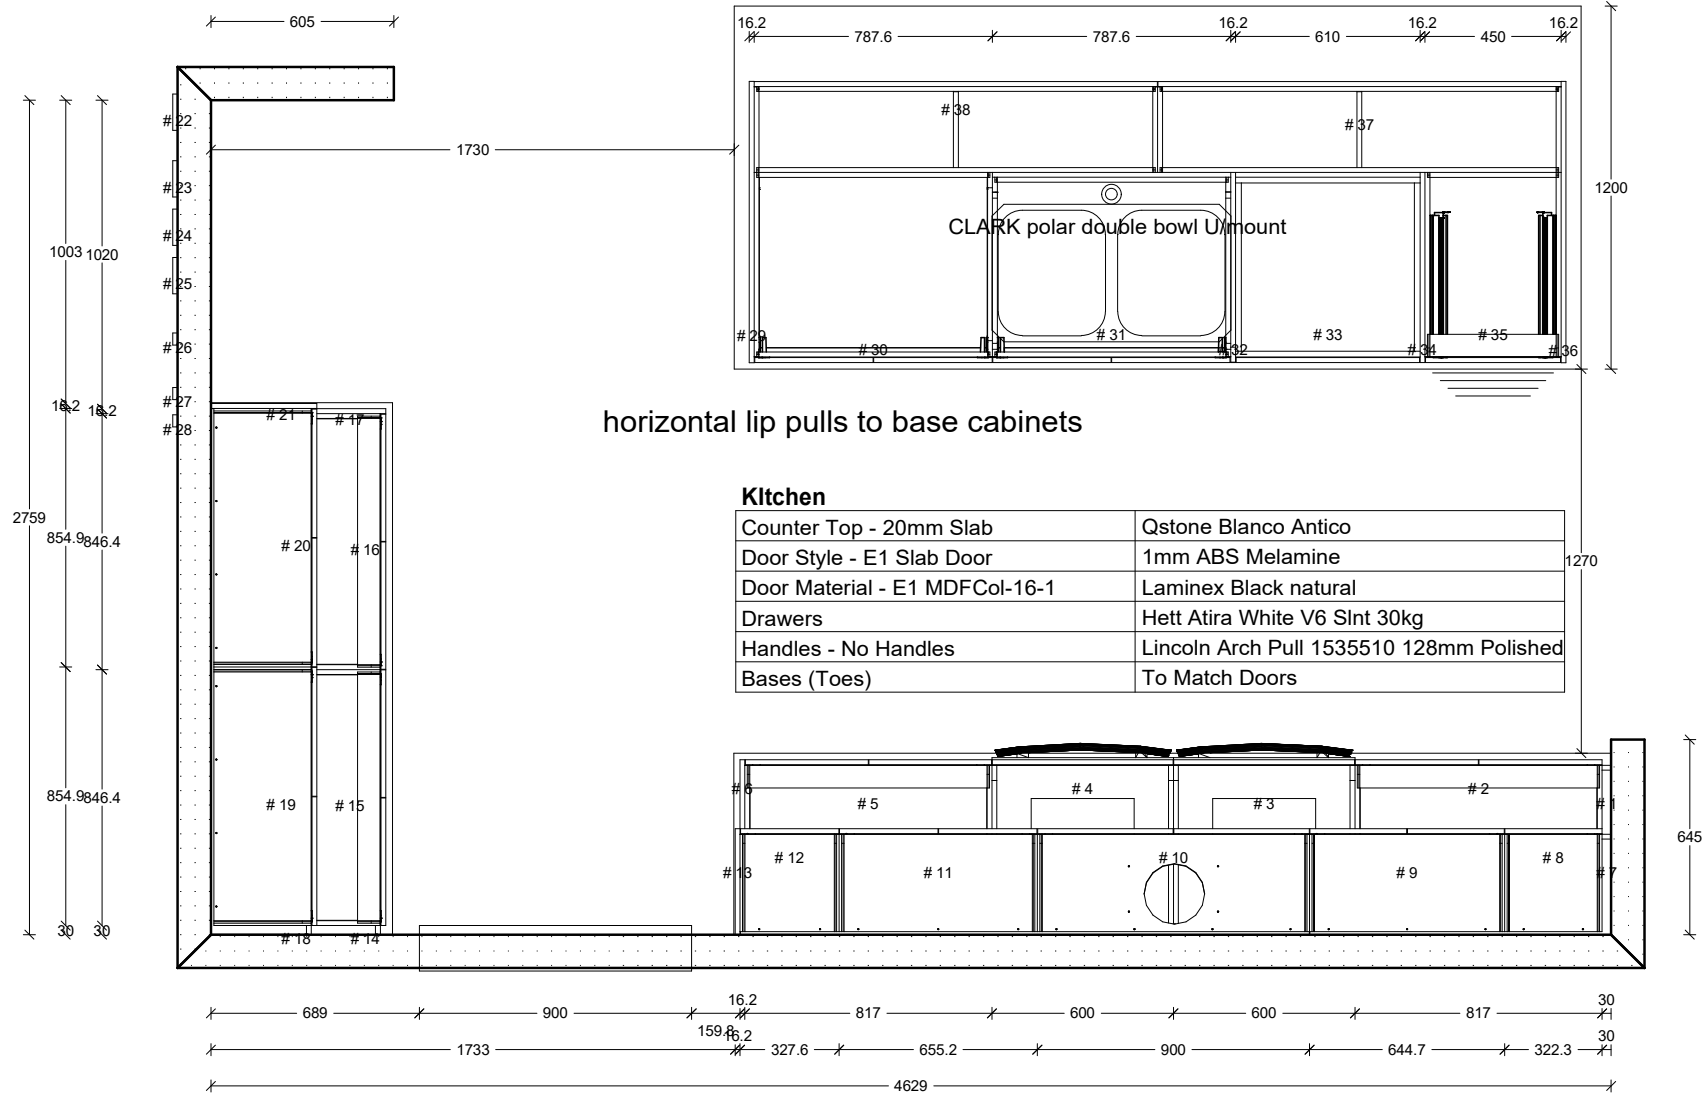 605
16.2 16.2 16.2 16.2
787.6 787.6 610 450
# 22
# 38
# 37
1730
# 23
1200
# 24
CLARK polar double bowl U/mount
1003 1020
# 25
# 29 # 30 # 31 # 32 # 33 # 34 # 35 # 36
# 26
# 27
16.2
# 21 # 17
# 28
horizontal lip pulls to base cabinets
KItchen
Counter Top - 20mm Slab Qstone Blanco Antico
Door Style - E1 Slab Door 1mm ABS Melamine
Door Material - E1 MDFCol-16-1 Laminex Black natural
Drawers Hett Atira White V6 Slnt 30kg
Handles - No Handles Lincoln Arch Pull 1535510 128mm Polished
Bases (Toes) To Match Doors
2759
854.9 846.4
# 20 # 16
1270
# 6 # 5 # 4 # 3 # 2 # 1
854.9 846.4
# 19 # 15
645
# 13 # 12 # 11 # 10 # 9 # 8 # 7
30 30
# 18 # 14
16.2 30
689 900 817 600 600 817
159.8 16.2 30
1733 327.6 655.2 900 644.7 322.3
4629